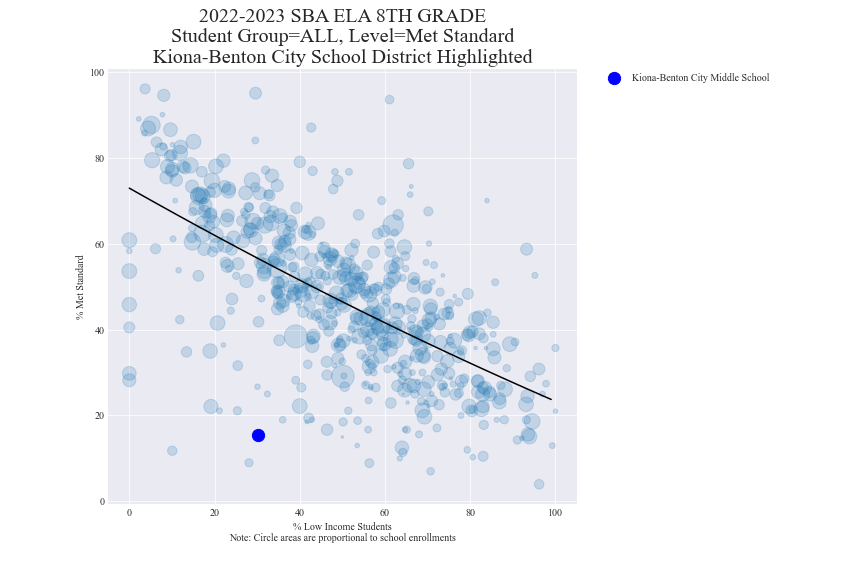 2022-2023 SBA ELA 8TH GRADE
Student Group=ALL, Level=Met Standard
Kiona-Benton City School District Highlighted
Kiona-Benton City Middle School
% Met Standard
100
80
60
40
20
0
0 20 40 60 80 100
% Low Income Students
Note: Circle areas are proportional to school enrollments